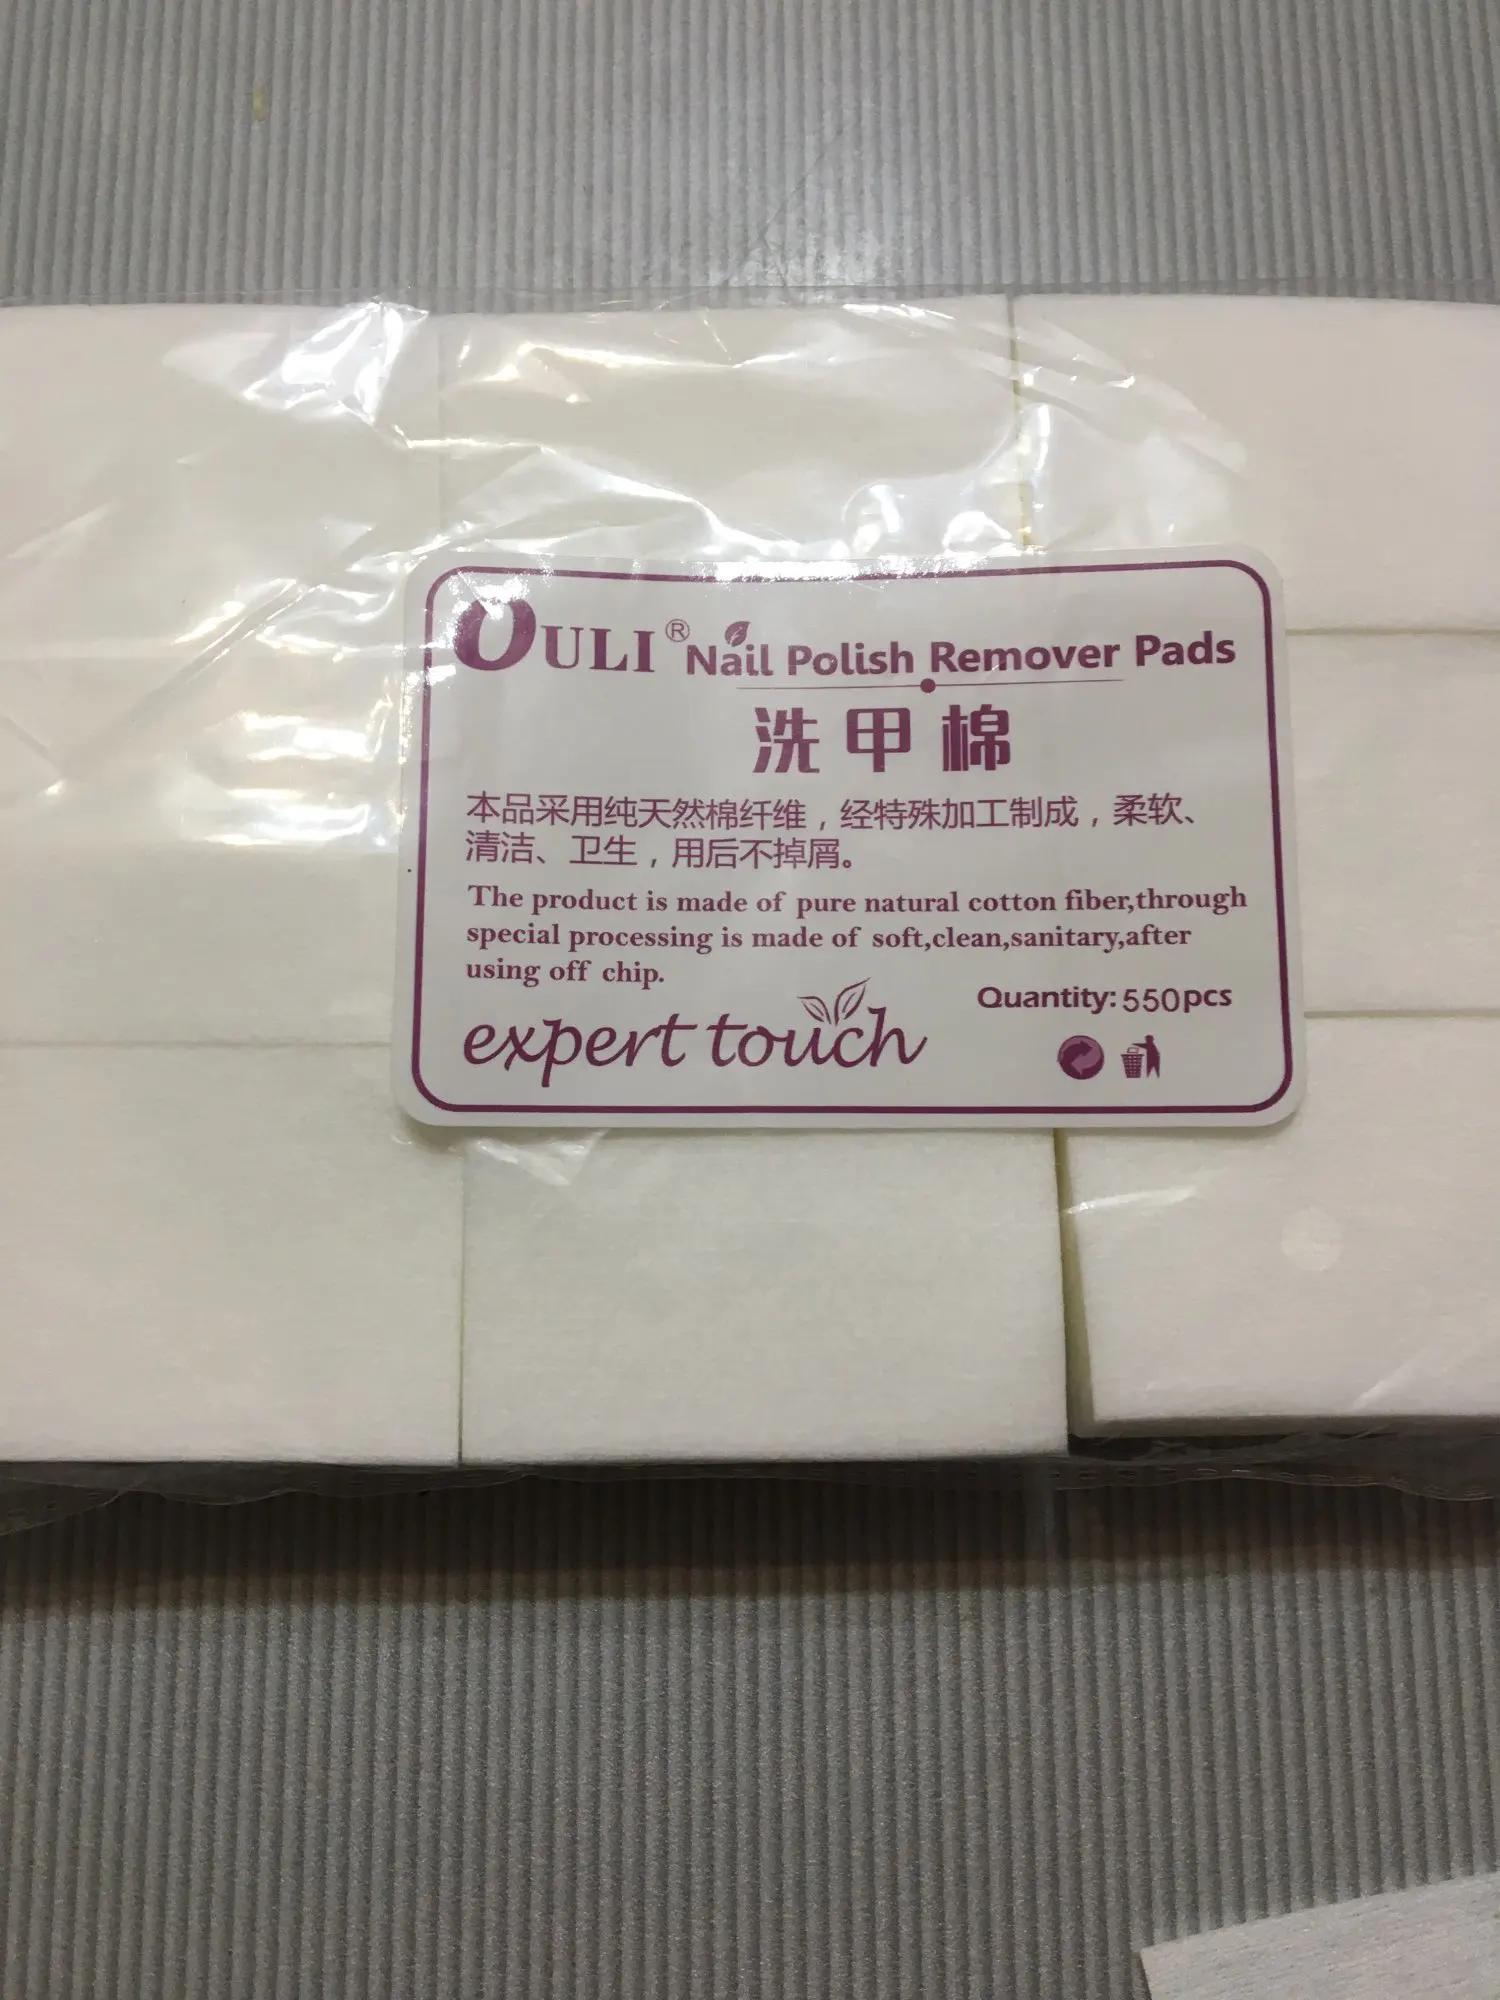 OULI® Nail Polish Remover Pads
洗甲棉
本品采用纯天然棉纤维，经特殊加工制成，柔软、
清洁、卫生，用后不掉屑。
The product is made of pure natural cotton fiber,through
special processing is made of soft,clean,sanitary,after
using off chip.
Quantity:550pcs
expert touch